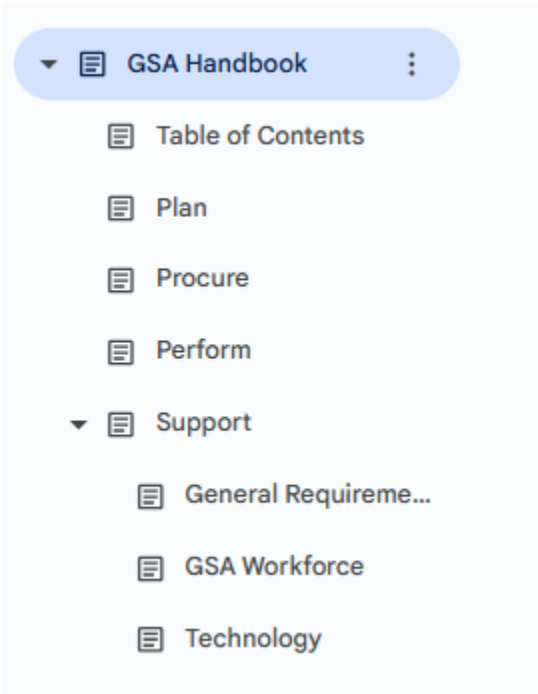 GSA Handbook
Table of Contents
Plan
Procure
Perform
Support
General Requireme...
GSA Workforce
Technology